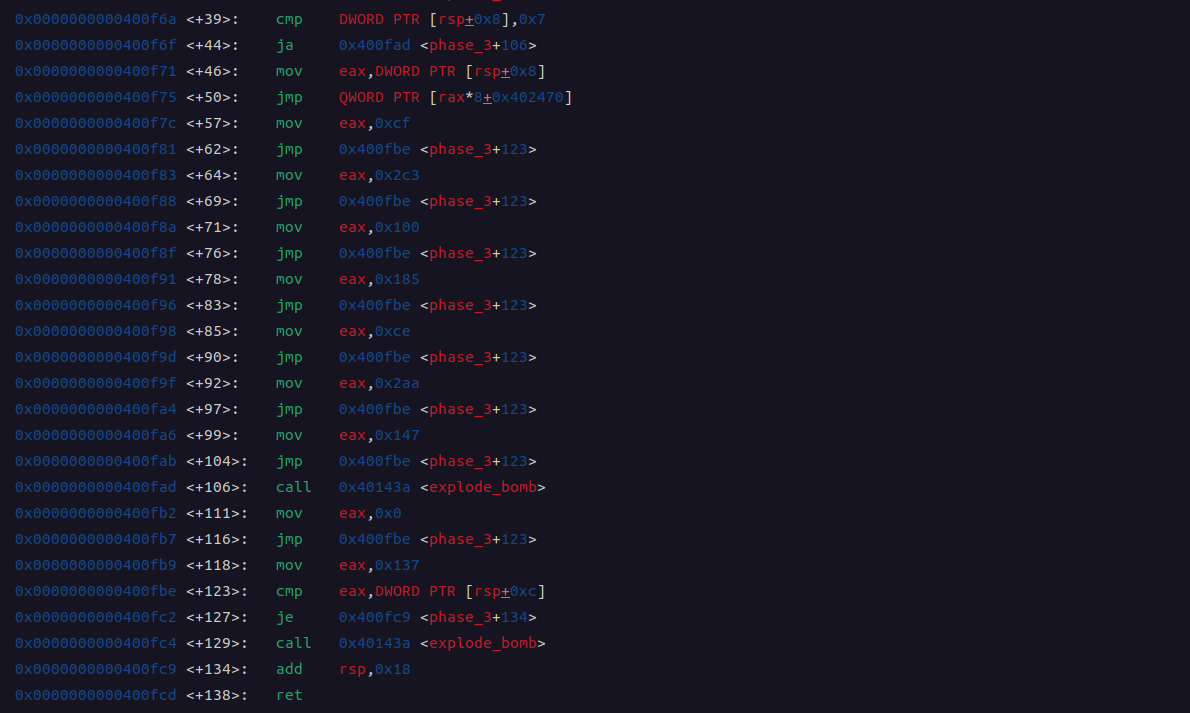 0x0000000000400f6a <+39>: cmp DWORD PTR [rsp+0x8],0x7
0x0000000000400f6f <+44>: ja 0x400fad <phase_3+106>
0x0000000000400f71 <+46>: mov eax,DWORD PTR [rsp+0x8]
0x0000000000400f75 <+50>: jmp QWORD PTR [rax*8+0x402470]
0x0000000000400f7c <+57>: mov eax,0xcf
0x0000000000400f81 <+62>: jmp 0x400fbe <phase_3+123>
0x0000000000400f83 <+64>: mov eax,0x2c3
0x0000000000400f88 <+69>: jmp 0x400fbe <phase_3+123>
0x0000000000400f8a <+71>: mov eax,0x100
0x0000000000400f8f <+76>: jmp 0x400fbe <phase_3+123>
0x0000000000400f91 <+78>: mov eax,0x185
0x0000000000400f96 <+83>: jmp 0x400fbe <phase_3+123>
0x0000000000400f98 <+85>: mov eax,0xce
0x0000000000400f9d <+90>: jmp 0x400fbe <phase_3+123>
0x0000000000400f9f <+92>: mov eax,0x2aa
0x0000000000400fa4 <+97>: jmp 0x400fbe <phase_3+123>
0x0000000000400fa6 <+99>: mov eax,0x147
0x0000000000400fab <+104>: jmp 0x400fbe <phase_3+123>
0x0000000000400fad <+106>: call 0x40143a <explode_bomb>
0x0000000000400fb2 <+111>: mov eax,0x0
0x0000000000400fb7 <+116>: jmp 0x400fbe <phase_3+123>
0x0000000000400fb9 <+118>: mov eax,0x137
0x0000000000400fbe <+123>: cmp eax,DWORD PTR [rsp+0xc]
0x0000000000400fc2 <+127>: je 0x400fc9 <phase_3+134>
0x0000000000400fc4 <+129>: call 0x40143a <explode_bomb>
0x0000000000400fc9 <+134>: add rsp,0x18
0x0000000000400fcd <+138>: ret